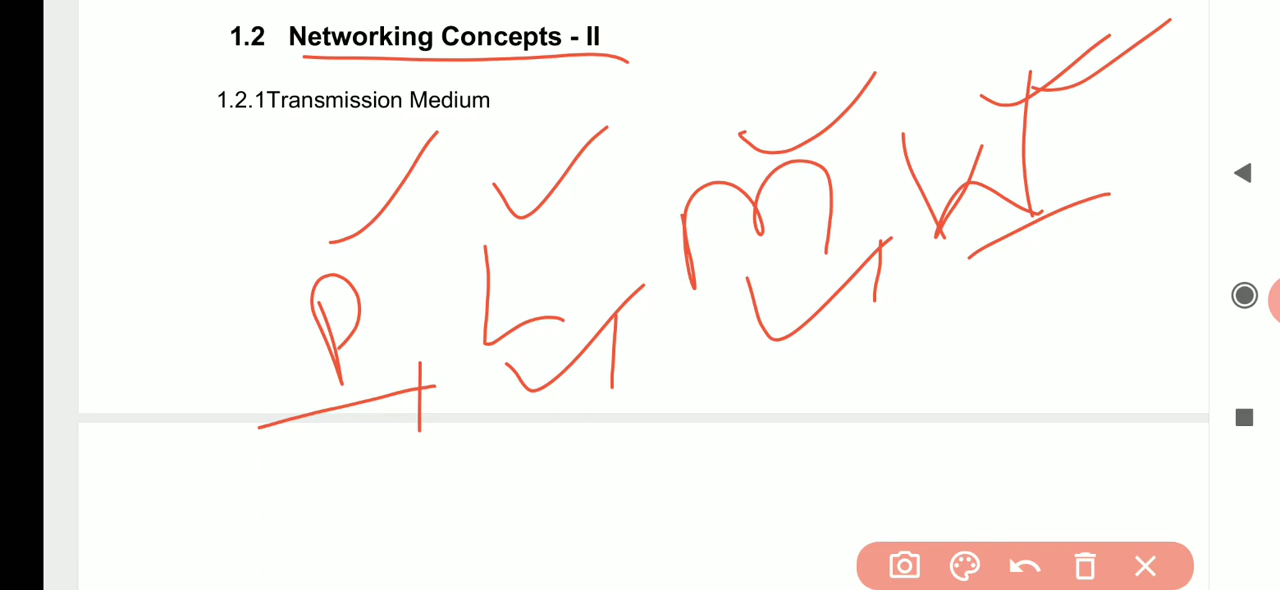 1.2 Networking Concepts - II
1.2.1Transmission Medium
P, L, m, W